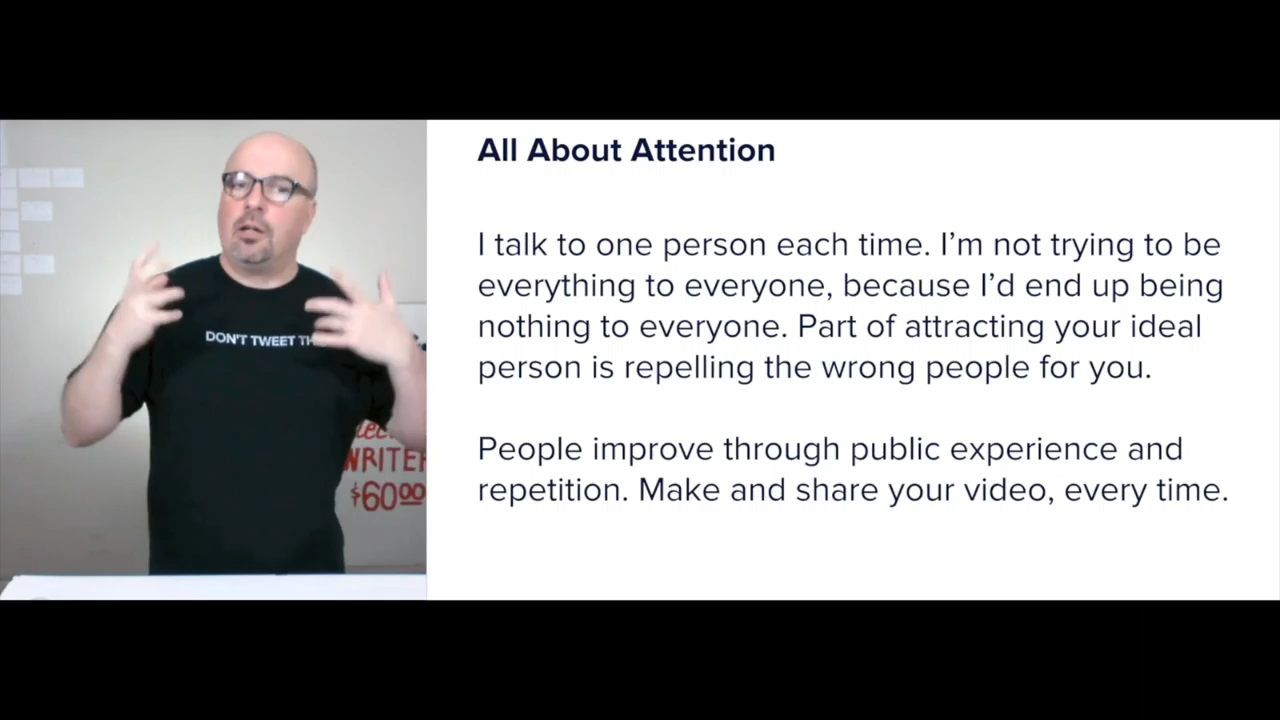 All About Attention
I talk to one person each time. I'm not trying to be
everything to everyone, because I'd end up being
nothing to everyone. Part of attracting your ideal
person is repelling the wrong people for you.
People improve through public experience and
repetition. Make and share your video, every time.
DON'T TWEET
WRITER
$6000